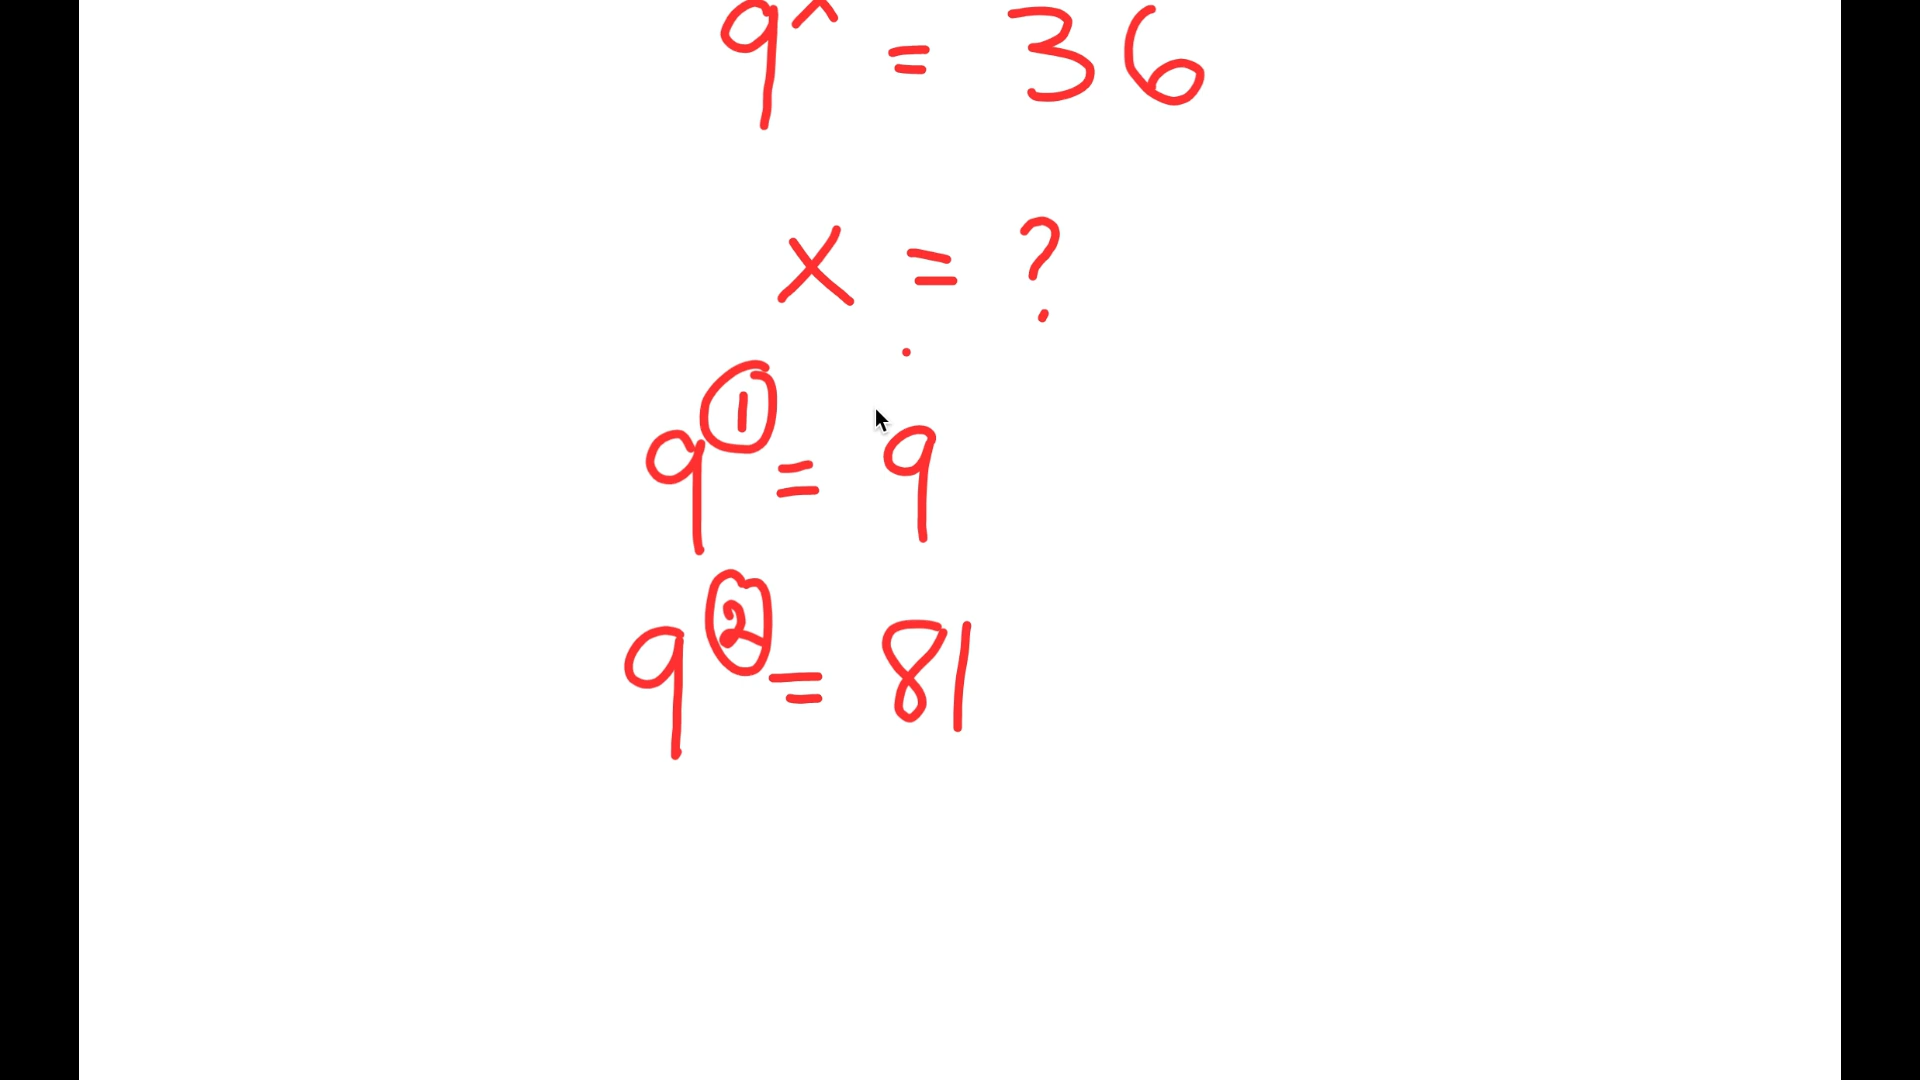 9^x = 36
x = ?
9^1 = 9
9^2 = 81